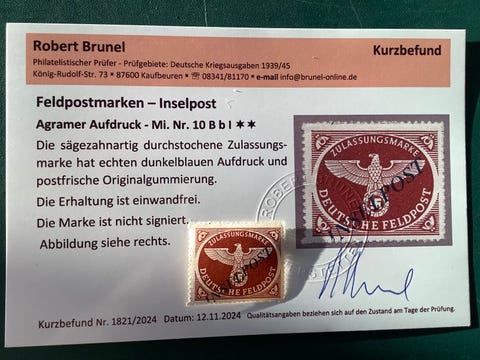 Robert Brunel
Kurzbefund
Philatelistischer Prüfer - Prüfgebiete: Deutsche Kriegsausgaben 1939/45
König-Rudolf-Str. 73 ▪ 87600 Kaufbeuren ▪ ☏ 08341/81170 ▪ e-mail info@brunel-online.de
Feldpostmarken – Inselpost
Agramer Aufdruck - Mi. Nr. 10 B b I ✶✶
Die sägezahnartig durchstochene Zulassungs-
marke hat echten dunkelblauen Aufdruck und
postfrische Originalgummierung.
Die Erhaltung ist einwandfrei.
Die Marke ist nicht signiert.
Abbildung siehe rechts.
ZULASSUNGSMARKE
INSELPOST
DEUTSCHE FELDPOST
ROBERT
ZULASSUNGSMARKE
INSELPOST
DEUTSCHE FELDPOST
Kurzbefund Nr. 1821/2024 Datum: 12.11.2024 Qualitätsangaben beziehen sich auf den Zustand am Tage der Prüfung.